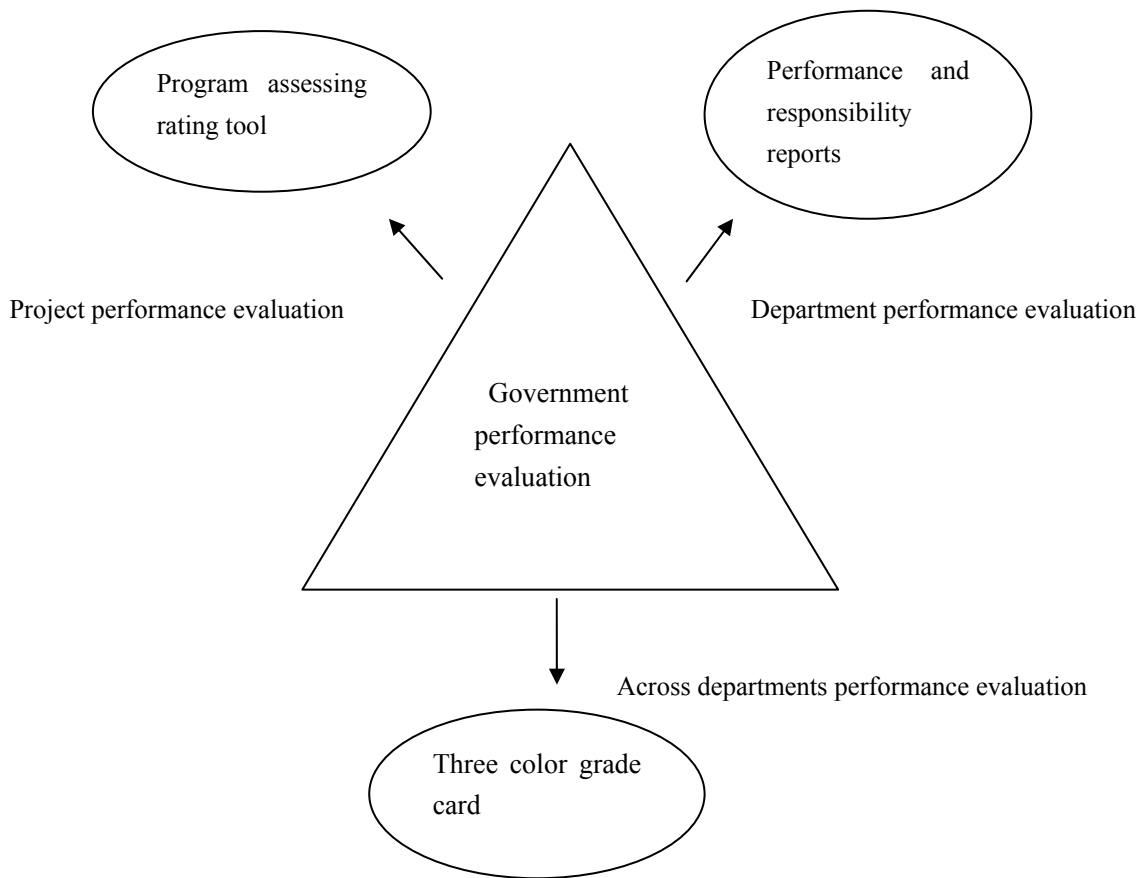 Program assessing
rating tool
Performance and
responsibility
reports
Project performance evaluation
Department performance evaluation
Government
performance
evaluation
Across departments performance evaluation
Three color grade
card